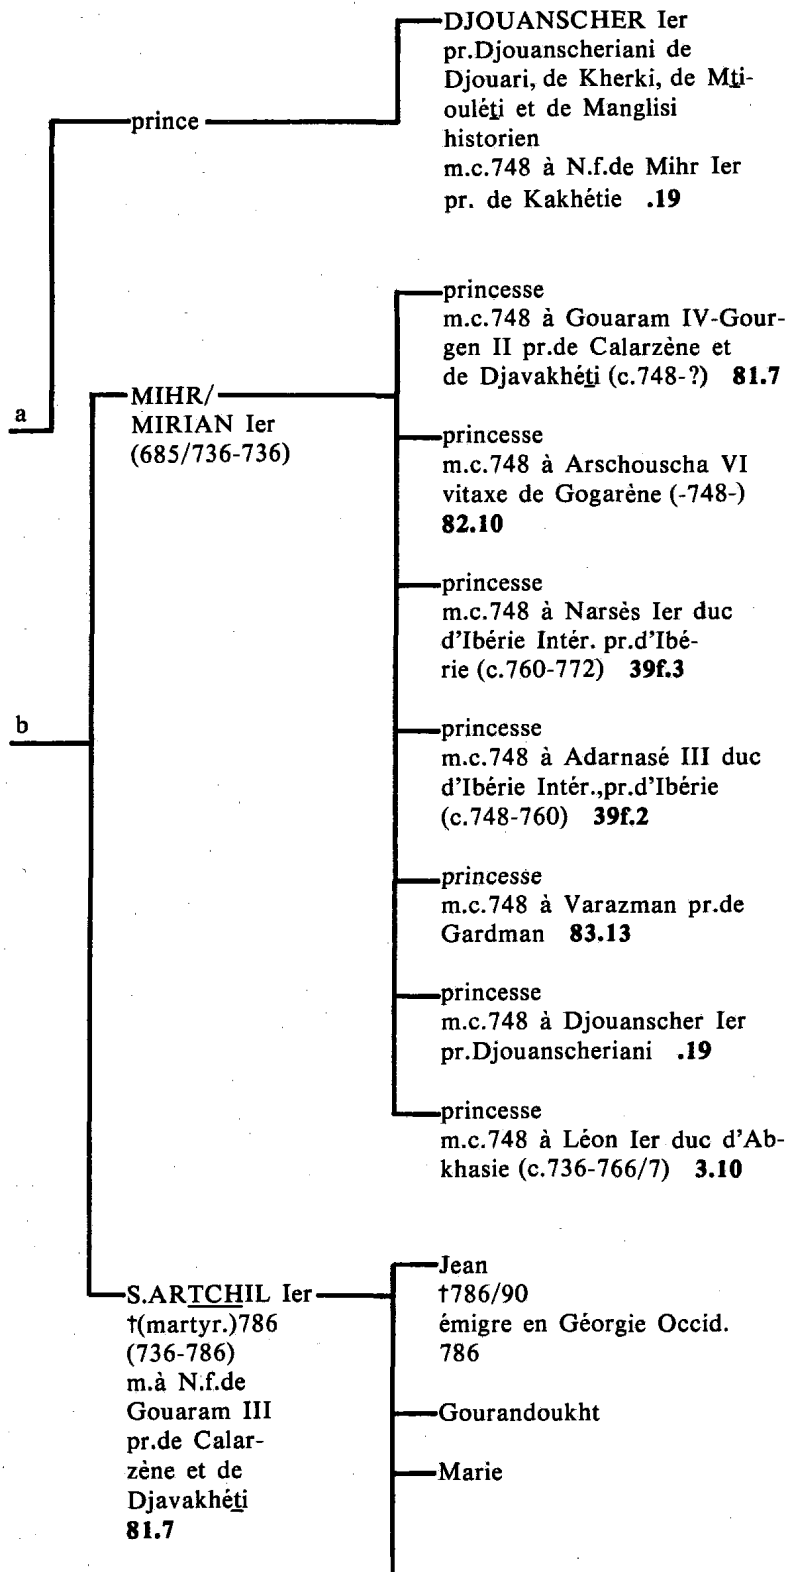 DJOUANSCHER Ier
pr.Djouanscheriani de
Djouari, de Kherki, de Mti-
ouléti et de Manglisi
historien
m.c.748 à N.f.de Mihr Ier
pr. de Kakhétie .19
prince
a
princesse
m.c.748 à Gouaram IV-Gour-
gen II pr.de Calarzène et
de Djavakhéti (c.748-?) 81.7
MIHR/
MIRIAN Ier
(685/736-736)
princesse
m.c.748 à Arschouscha VI
vitaxe de Gogarène (-748-)
82.10
princesse
m.c.748 à Narsès Ier duc
d'Ibérie Intér. pr.d'Ibé-
rie (c.760-772) 39f.3
b
princesse
m.c.748 à Adarnasé III duc
d'Ibérie Intér.,pr.d'Ibérie
(c.748-760) 39f.2
princesse
m.c.748 à Varazman pr.de
Gardman 83.13
princesse
m.c.748 à Djouanscher Ier
pr.Djouanscheriani .19
princesse
m.c.748 à Léon Ier duc d'Ab-
khasie (c.736-766/7) 3.10
S.ARTCHIL Ier
†(martyr.)786
(736-786)
m.à N.f.de
Gouaram III
pr.de Calar-
zène et de
Djavakhéti
81.7
Jean
†786/90
émigre en Géorgie Occid.
786
Gourandoukht
Marie